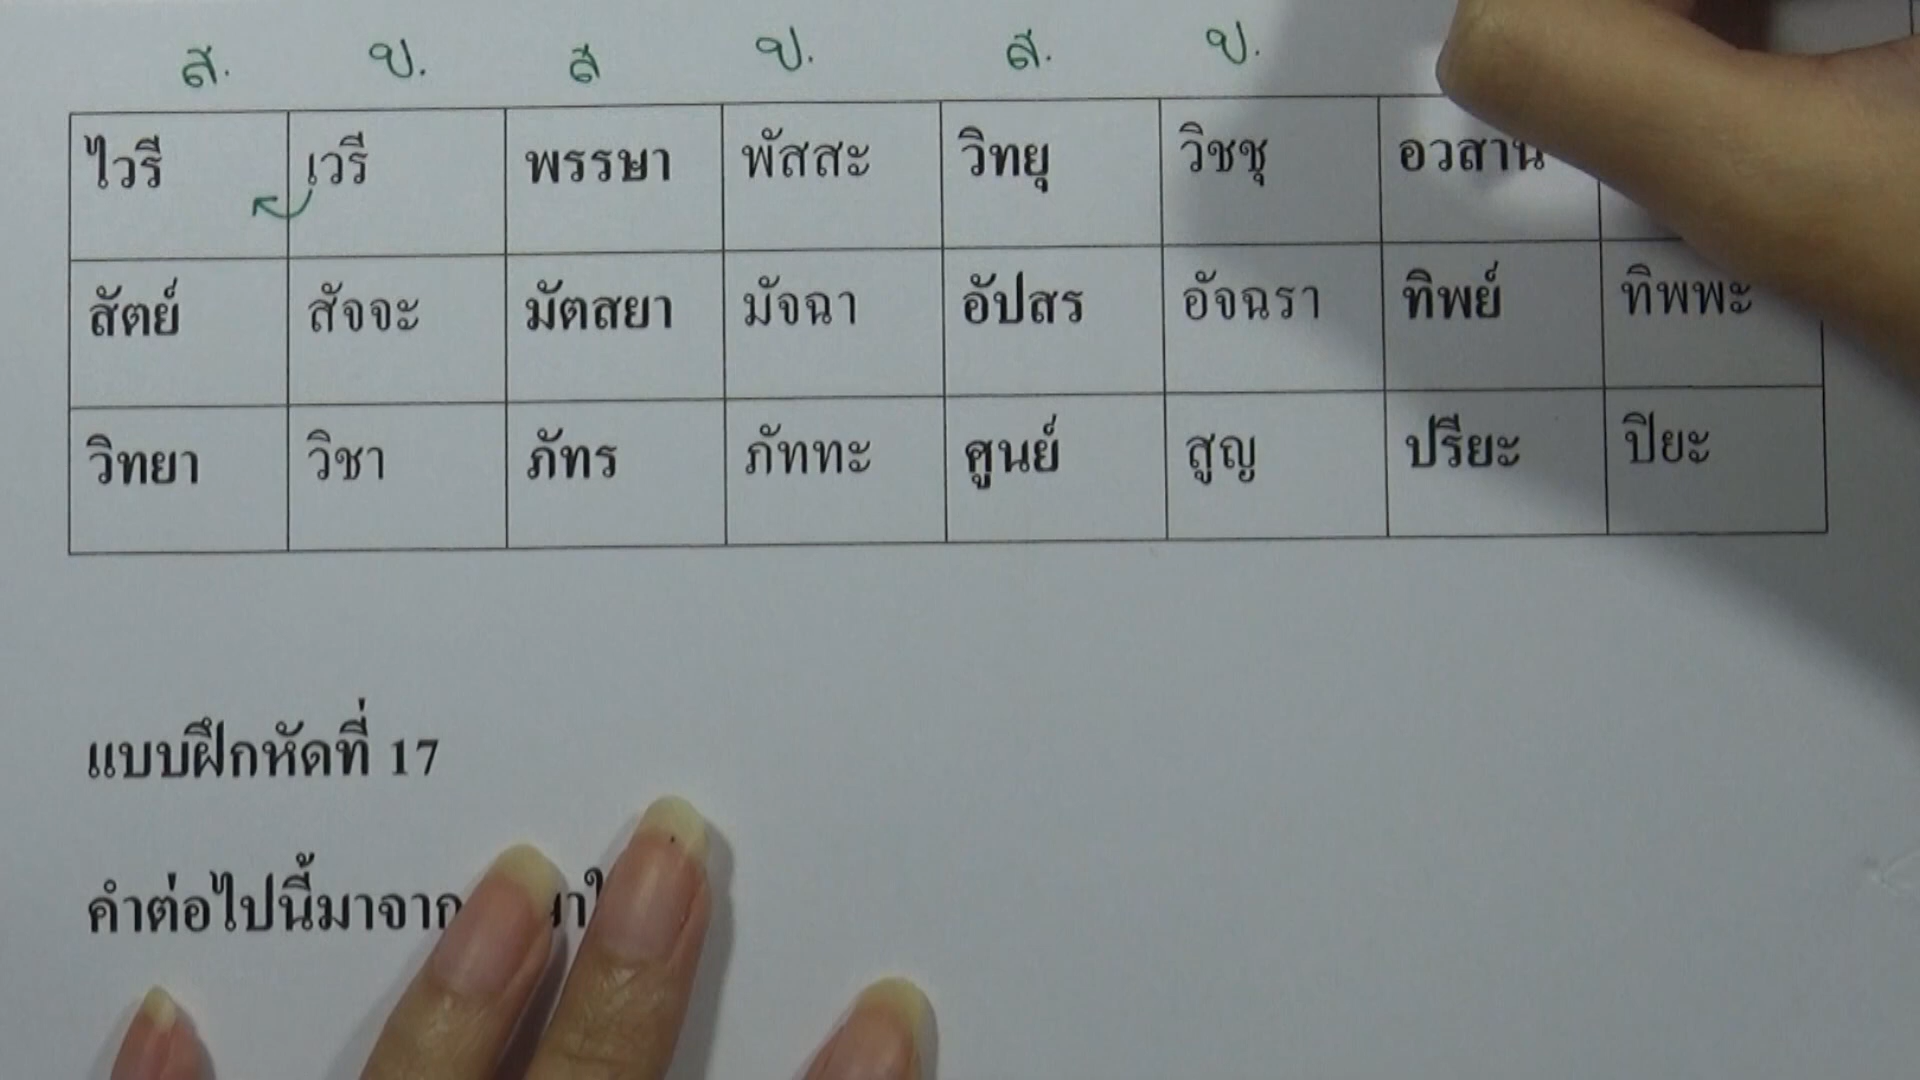 ส. ป. ส ป. ส. ป.
ไวรี เวรี พรรษา พัสสะ วิทยุ วิชชุ อวสาน
สัตย์ สัจจะ มัตสยา มัจฉา อัปสร อัจฉรา ทิพย์ ทิพพะ
วิทยา วิชา ภัทร ภัททะ ศูนย์ สูญ ปรียะ ปิยะ
แบบฝึกหัดที่ 17
คำต่อไปนี้มาจาก